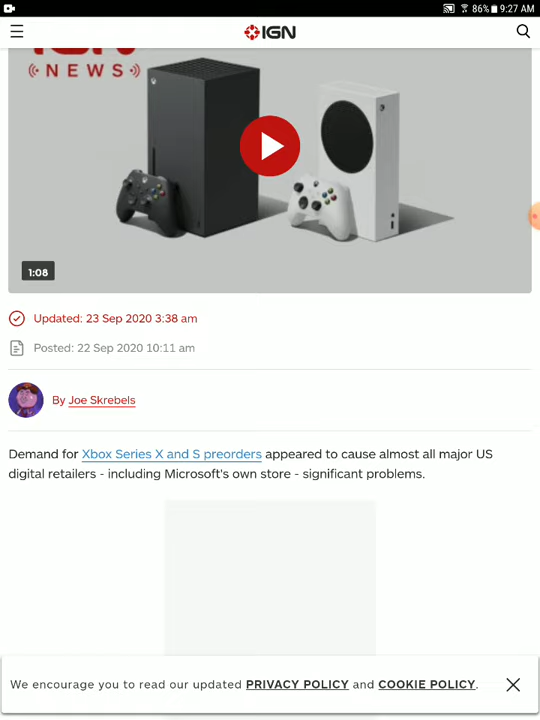 86% 9:27 AM
IGN
NEWS
1:08
Updated: 23 Sep 2020 3:38 am
Posted: 22 Sep 2020 10:11 am
By Joe Skrebels
Demand for Xbox Series X and S preorders appeared to cause almost all major US
digital retailers - including Microsoft's own store - significant problems.
We encourage you to read our updated PRIVACY POLICY and COOKIE POLICY.